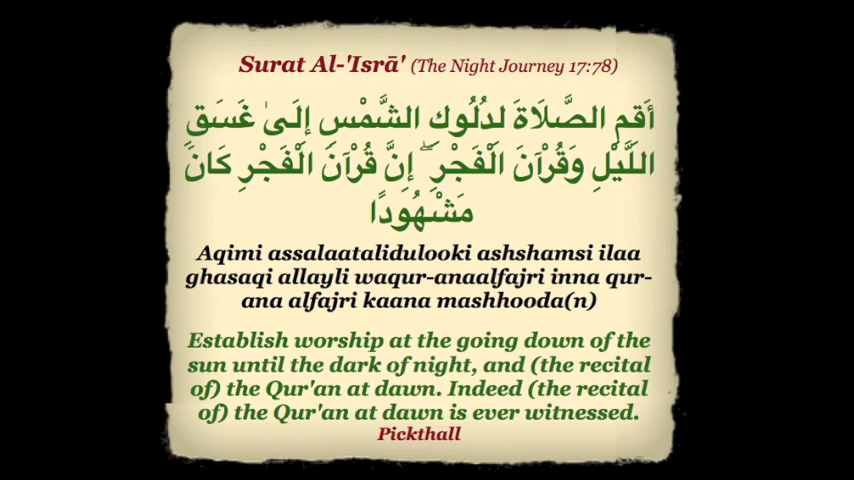 Surat Al-'Isrā' (The Night Journey 17:78)
أَقِمِ الصَّلَاةَ لِدُلُوكِ الشَّمْسِ إِلَىٰ غَسَقِ
اللَّيْلِ وَقُرْآنَ الْفَجْرِ ۖ إِنَّ قُرْآنَ الْفَجْرِ كَانَ
مَشْهُودًا
Aqimi assalaatalidulooki ashshamsi ilaa
ghasaqi allayli waqur-anaalfajri inna qur-
ana alfajri kaana mashhooda(n)
Establish worship at the going down of the
sun until the dark of night, and (the recital
of) the Qur'an at dawn. Indeed (the recital
of) the Qur'an at dawn is ever witnessed.
Pickthall